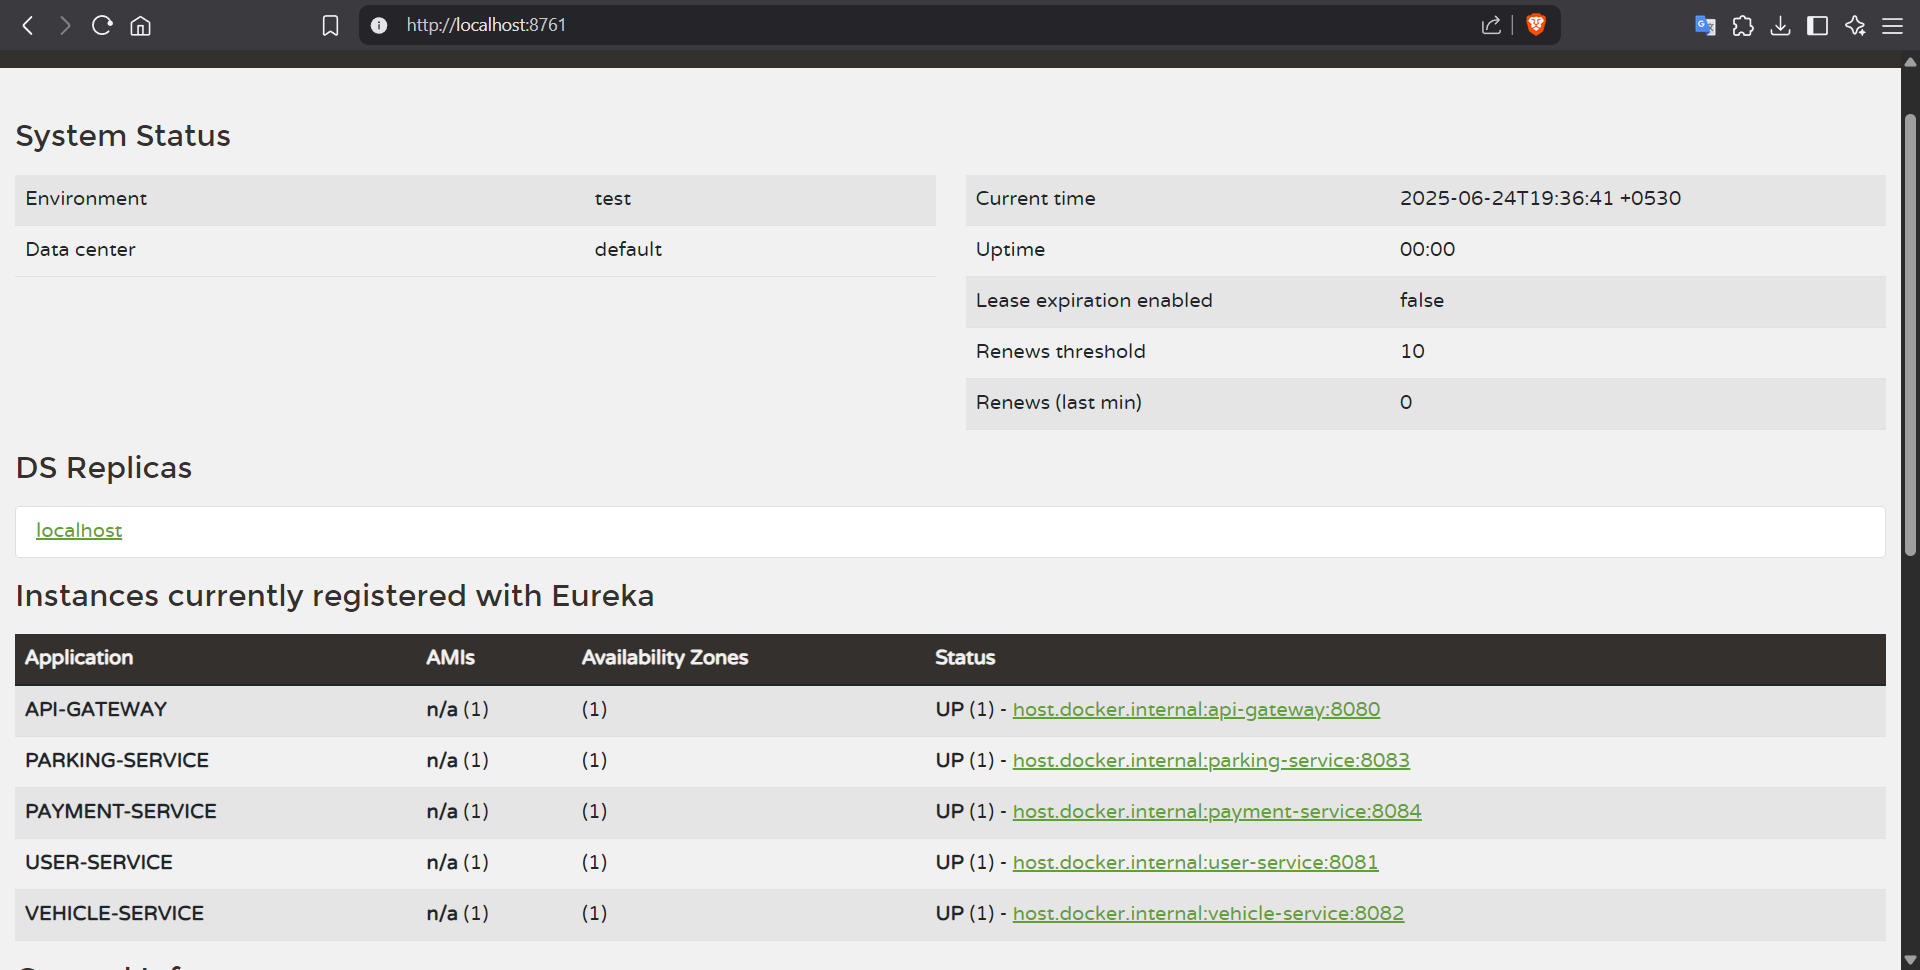 http://localhost:8761
System Status
Environment test
Data center default
Current time 2025-06-24T19:36:41 +0530
Uptime 00:00
Lease expiration enabled false
Renews threshold 10
Renews (last min) 0
DS Replicas
localhost
Instances currently registered with Eureka
Application AMIs Availability Zones Status
API-GATEWAY n/a (1) (1) UP (1) - host.docker.internal:api-gateway:8080
PARKING-SERVICE n/a (1) (1) UP (1) - host.docker.internal:parking-service:8083
PAYMENT-SERVICE n/a (1) (1) UP (1) - host.docker.internal:payment-service:8084
USER-SERVICE n/a (1) (1) UP (1) - host.docker.internal:user-service:8081
VEHICLE-SERVICE n/a (1) (1) UP (1) - host.docker.internal:vehicle-service:8082